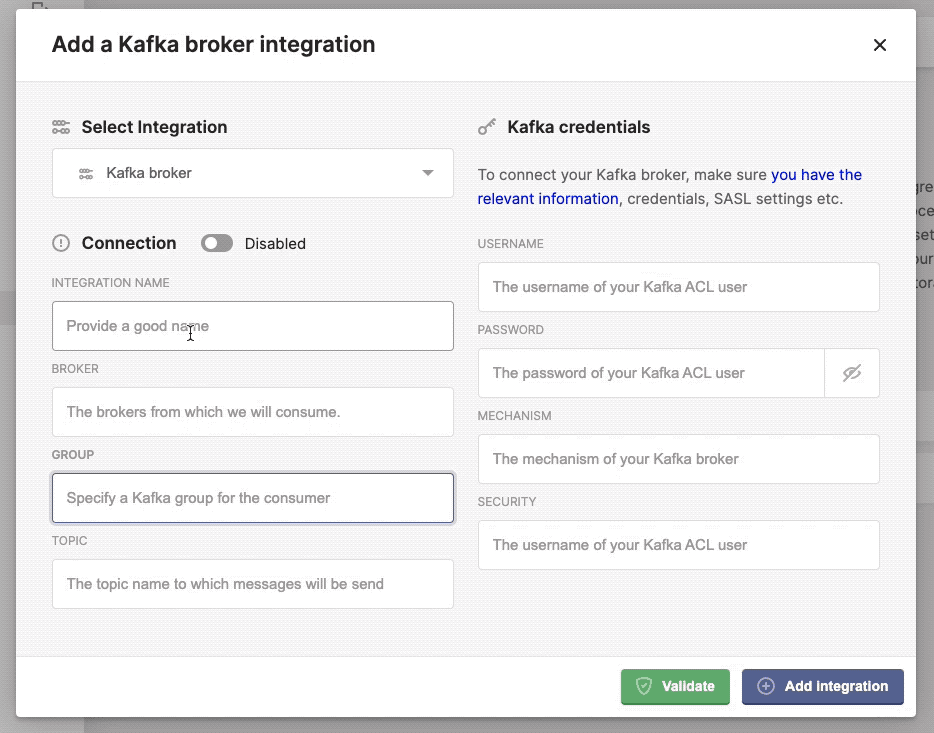 Add a Kafka broker integration
Select Integration
Kafka broker
Connection
Disabled
INTEGRATION NAME
Provide a good name
BROKER
The brokers from which we will consume.
GROUP
Specify a Kafka group for the consumer
TOPIC
The topic name to which messages will be send
Kafka credentials
To connect your Kafka broker, make sure you have the
relevant information, credentials, SASL settings etc.
USERNAME
The username of your Kafka ACL user
PASSWORD
The password of your Kafka ACL user
MECHANISM
The mechanism of your Kafka broker
SECURITY
The username of your Kafka ACL user
Validate
Add Integration